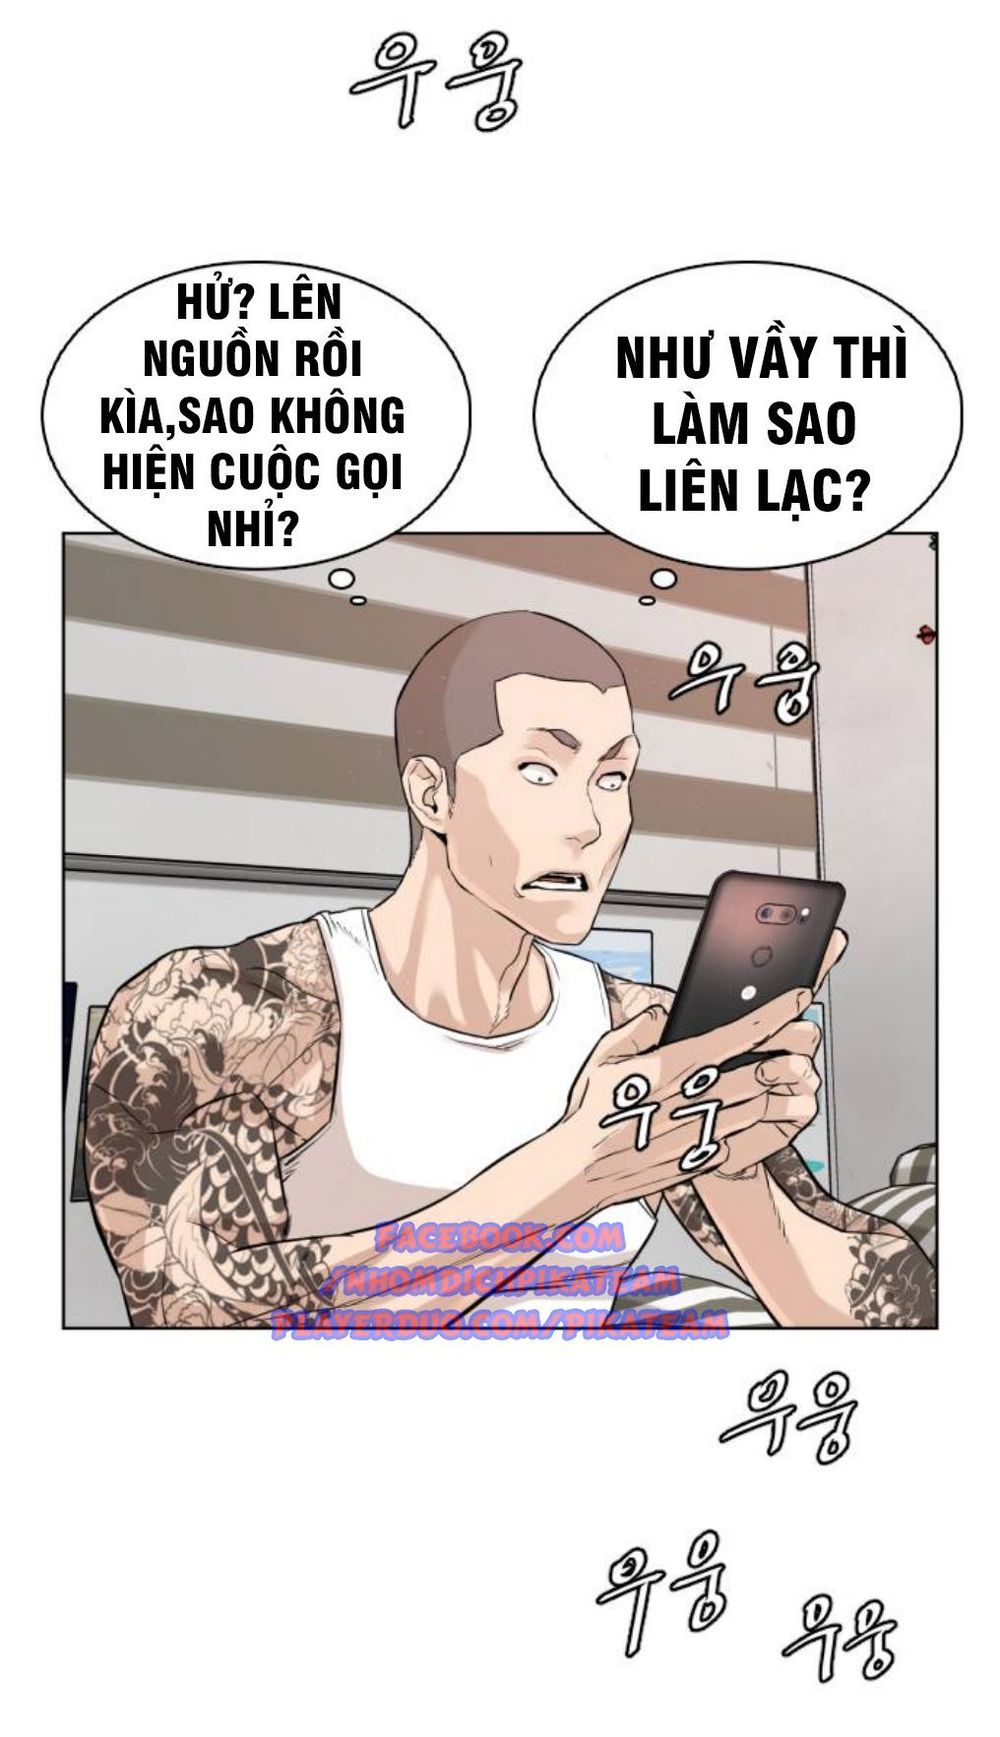 우웅
HỬ? LÊN
NGUỒN RỒI
KÌA,SAO KHÔNG
HIỆN CUỘC GỌI
NHỈ?
NHƯ VẦY THÌ
LÀM SAO
LIÊN LẠC?
우웅
우웅
FACEBOOK.COM
/NHOMDICHPIKATEAM
PLAYERDUO.COM/PIKATEAM
우웅
우웅
우웅